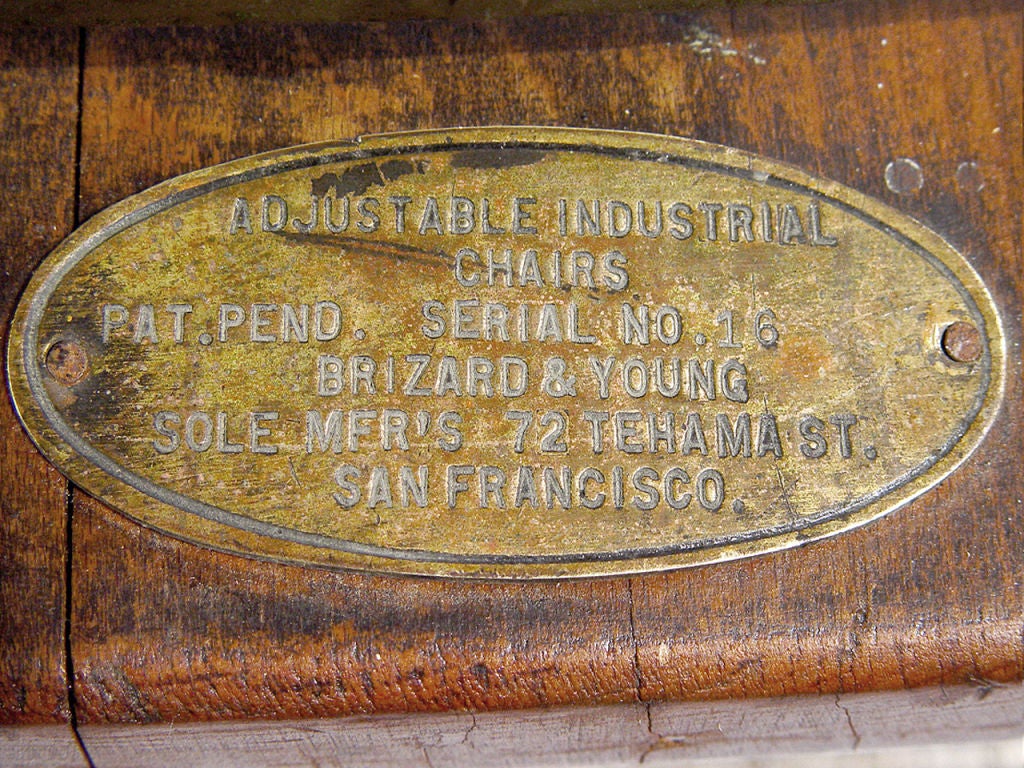 ADJUSTABLE INDUSTRIAL
CHAIRS
PAT. PEND. SERIAL NO. 16
BRIZARD & YOUNG
SOLE MFR'S 72 TEHAMA ST.
SAN FRANCISCO.